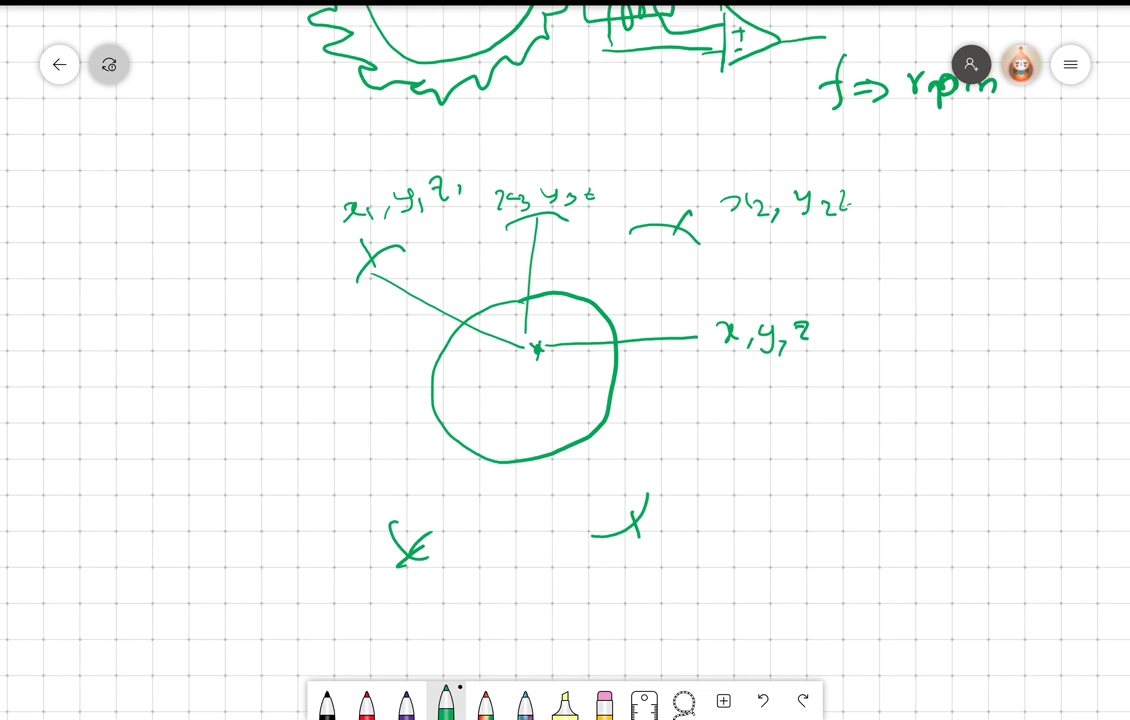 +
-
f ⇒ rpm
x1, y1 z1
x3 y3 z
x2, y2 z
x, y, z